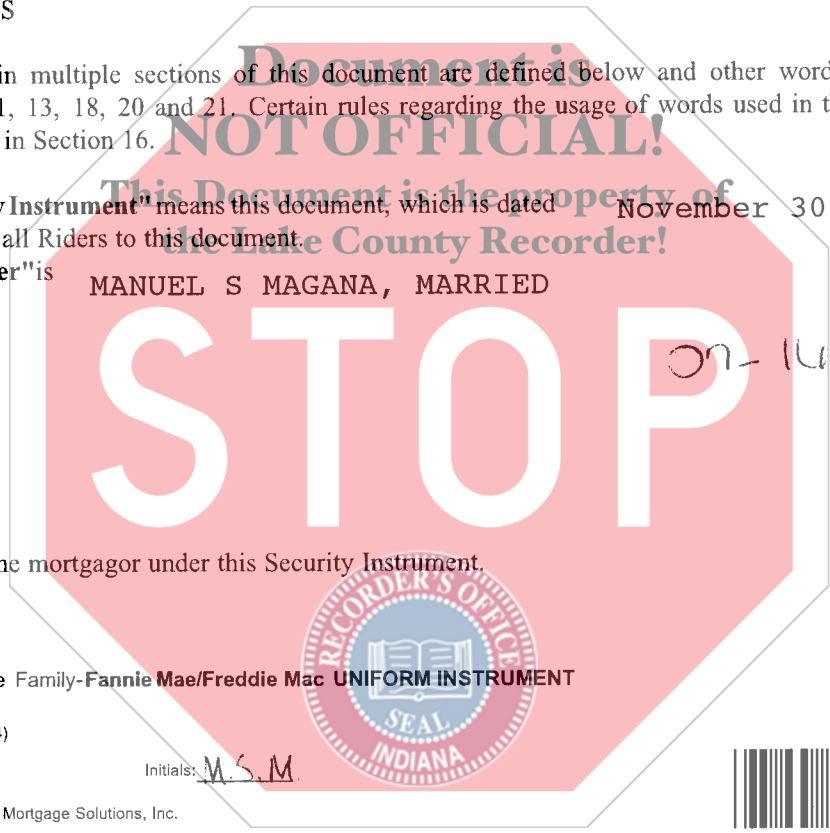 S
in multiple sections of this document are defined below and other word
1, 13, 18, 20 and 21. Certain rules regarding the usage of words used in t
in Section 16.
Document is
NOT OFFICIAL!
This Document is the property of
the Lake County Recorder!
y Instrument" means this document, which is dated November 30
all Riders to this document.
er" is
MANUEL S MAGANA, MARRIED
STOP
ne mortgagor under this Security Instrument.
RECORDER'S OFFICE
SEAL
INDIANA
e Family-Fannie Mae/Freddie Mac UNIFORM INSTRUMENT
Initials: M.S.M.
Mortgage Solutions, Inc.